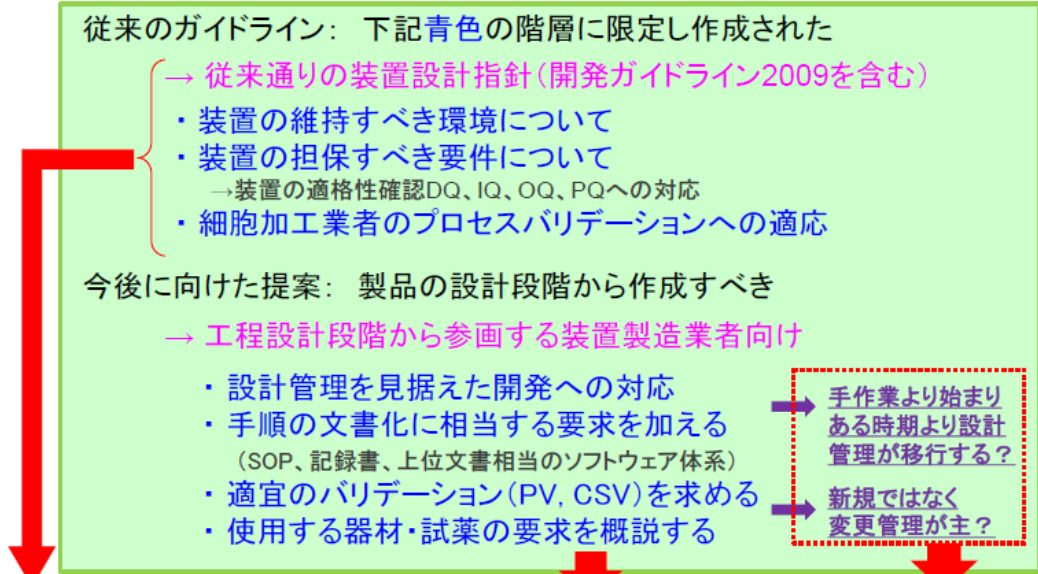 従来のガイドライン： 下記青色の階層に限定し作成された
→ 従来通りの装置設計指針（開発ガイドライン2009を含む）
・ 装置の維持すべき環境について
・ 装置の担保すべき要件について
→装置の適格性確認DQ、IQ、OQ、PQへの対応
・ 細胞加工業者のプロセスバリデーションへの適応
今後に向けた提案： 製品の設計段階から作成すべき
→ 工程設計段階から参画する装置製造業者向け
・ 設計管理を見据えた開発への対応
・ 手順の文書化に相当する要求を加える
（SOP、記録書、上位文書相当のソフトウェア体系）
・ 適宜のバリデーション（PV, CSV）を求める
・ 使用する器材・試薬の要求を概説する
手作業より始まり
ある時期より設計
管理が移行する？
新規ではなく
変更管理が主？